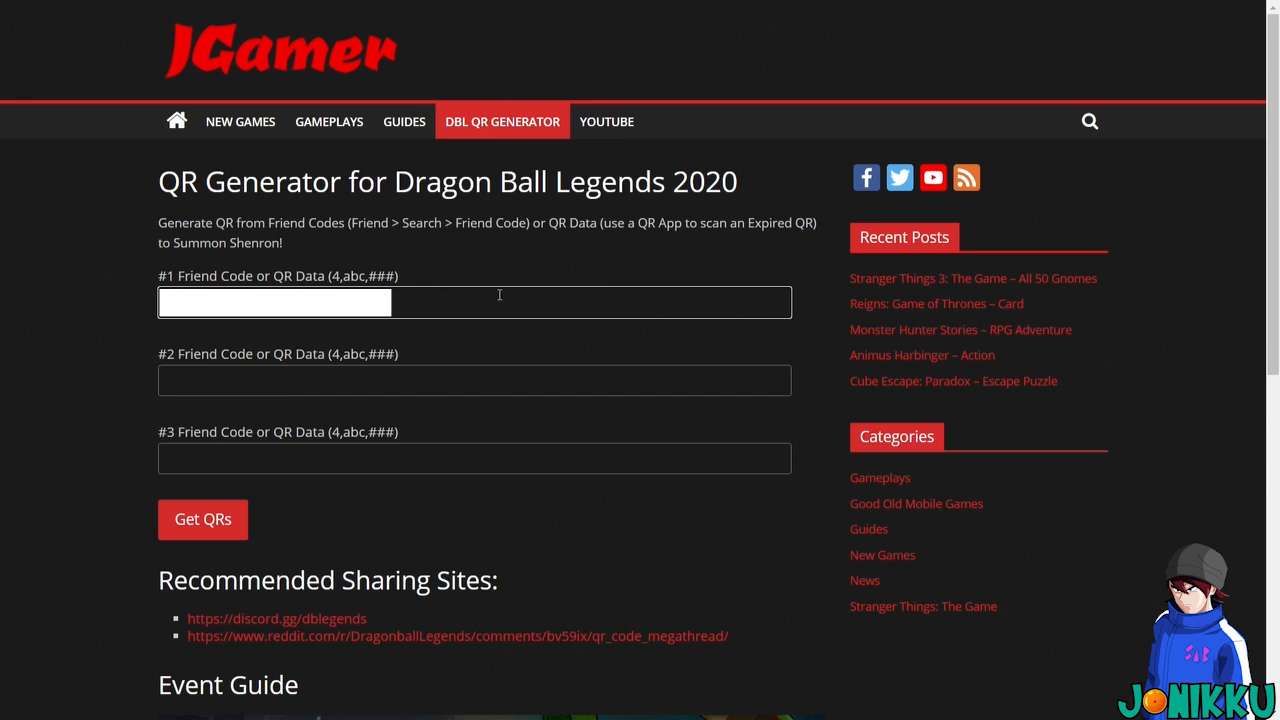 JGamer
NEW GAMES
GAMEPLAYS
GUIDES
DBL QR GENERATOR
YOUTUBE
QR Generator for Dragon Ball Legends 2020
Generate QR from Friend Codes (Friend > Search > Friend Code) or QR Data (use a QR App to scan an Expired QR)
to Summon Shenron!
#1 Friend Code or QR Data (4,abc,###)
#2 Friend Code or QR Data (4,abc,###)
#3 Friend Code or QR Data (4,abc,###)
Get QRs
Recommended Sharing Sites:
https://discord.gg/dblegends
https://www.reddit.com/r/DragonballLegends/comments/bv59ix/qr_code_megathread/
Event Guide
Recent Posts
Stranger Things 3: The Game – All 50 Gnomes
Reigns: Game of Thrones – Card
Monster Hunter Stories – RPG Adventure
Animus Harbinger – Action
Cube Escape: Paradox – Escape Puzzle
Categories
Gameplays
Good Old Mobile Games
Guides
New Games
News
Stranger Things: The Game
JONIKKU